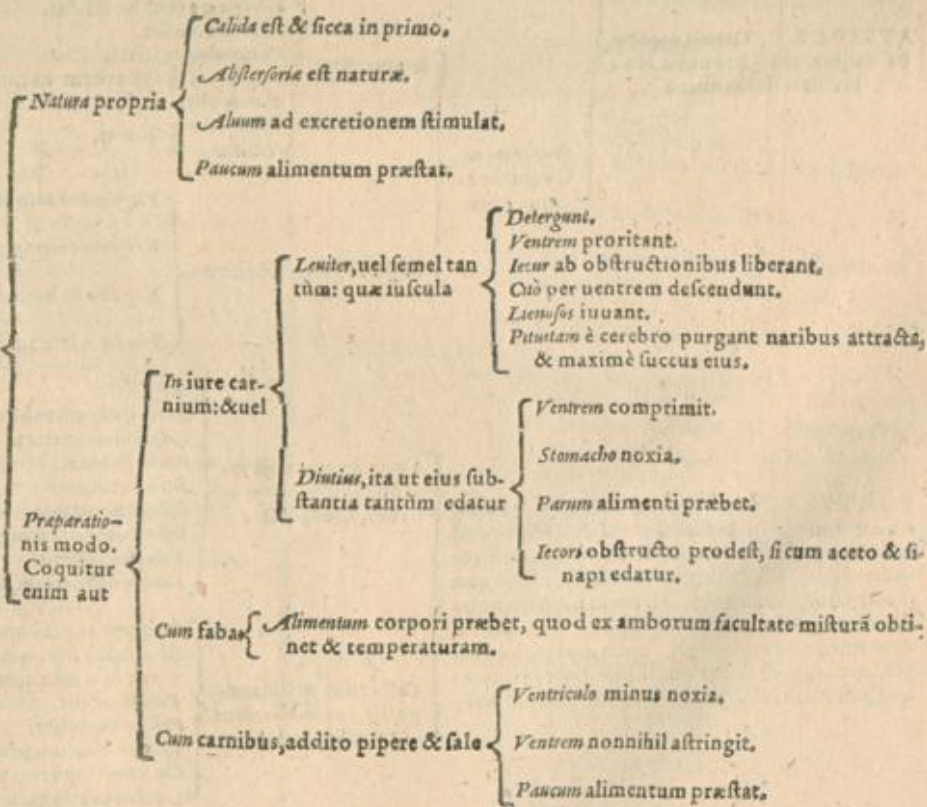 Natura propria
Calida est & sicca in primo.
Abstersoriæ est naturæ.
Aluum ad excretionem stimulat.
Paucum alimentum præstat.
Præparatio-
nis modo.
Coquitur
enim aut
In iure car-
nium: & uel
Leuiter, uel semel tan
tùm: quæ iuscula
Detergunt.
Ventrem proritant.
Iecur ab obstructionibus liberant.
Citò per uentrem descendunt.
Lienosos iuuant.
Pituitam è cerebro purgant naribus attracta,
& maximè succus eius.
Diutius, ita ut eius sub-
stantia tantùm edatur
Ventrem comprimit.
Stomacho noxia.
Parum alimenti præbet.
Iecori obstructo prodest, si cum aceto & si-
napi edatur.
Cum faba
Alimentum corpori præbet, quod ex amborum facultate misturâ obti-
net & temperaturam.
Cum carnibus, addito pipere & sale
Ventriculo minus noxia.
Ventrem nonnihil astringit.
Paucum alimentum præstat.